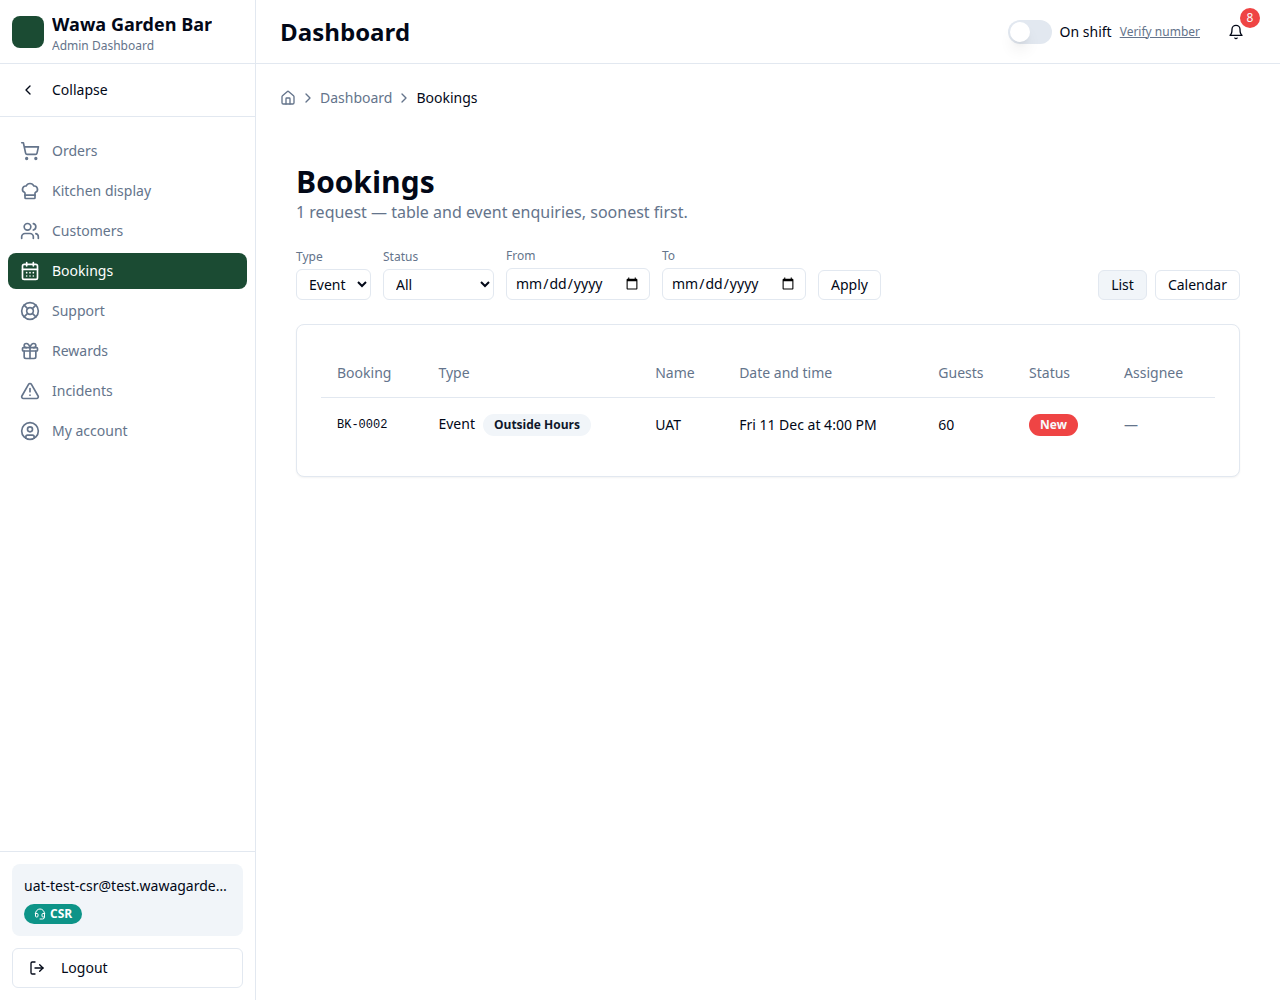 Wawa Garden Bar
Admin Dashboard
Collapse
Orders
Kitchen display
Customers
Bookings
Support
Rewards
Incidents
My account
uat-test-csr@test.wawagarde...
CSR
Logout
Dashboard
On shift
Verify number
8
Dashboard
Bookings
Bookings
1 request — table and event enquiries, soonest first.
Type
Status
From
To
Event
All
mm/dd/yyyy
mm/dd/yyyy
Apply
List
Calendar
Booking Type Name Date and time Guests Status Assignee
BK-0002 Event Outside Hours UAT Fri 11 Dec at 4:00 PM 60 New —